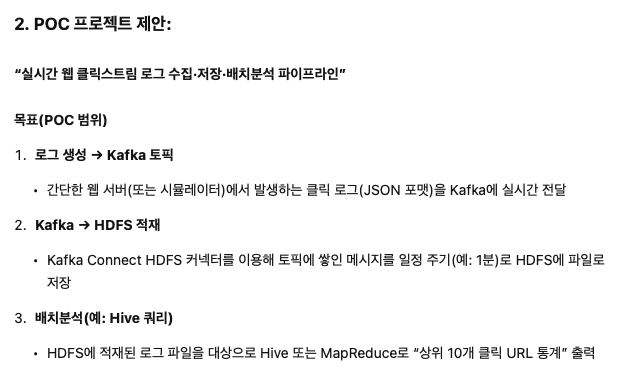 2. POC 프로젝트 제안:
“실시간 웹 클릭스트림 로그 수집·저장·배치분석 파이프라인”
목표(POC 범위)
1. 로그 생성 → Kafka 토픽
• 간단한 웹 서버(또는 시뮬레이터)에서 발생하는 클릭 로그(JSON 포맷)을 Kafka에 실시간 전달
2. Kafka → HDFS 적재
• Kafka Connect HDFS 커넥터를 이용해 토픽에 쌓인 메시지를 일정 주기(예: 1분)로 HDFS에 파일로
저장
3. 배치분석(예: Hive 쿼리)
• HDFS에 적재된 로그 파일을 대상으로 Hive 또는 MapReduce로 “상위 10개 클릭 URL 통계” 출력